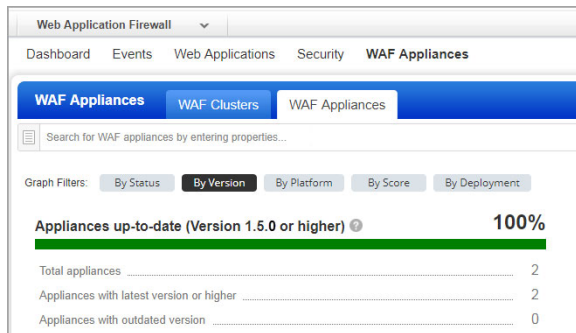 Web Application Firewall
Dashboard Events Web Applications Security WAF Appliances
WAF Appliances WAF Clusters WAF Appliances
Search for WAF appliances by entering properties...
Graph Filters: By Status By Version By Platform By Score By Deployment
Appliances up-to-date (Version 1.5.0 or higher) ? 100%
Total appliances 2
Appliances with latest version or higher 2
Appliances with outdated version 0